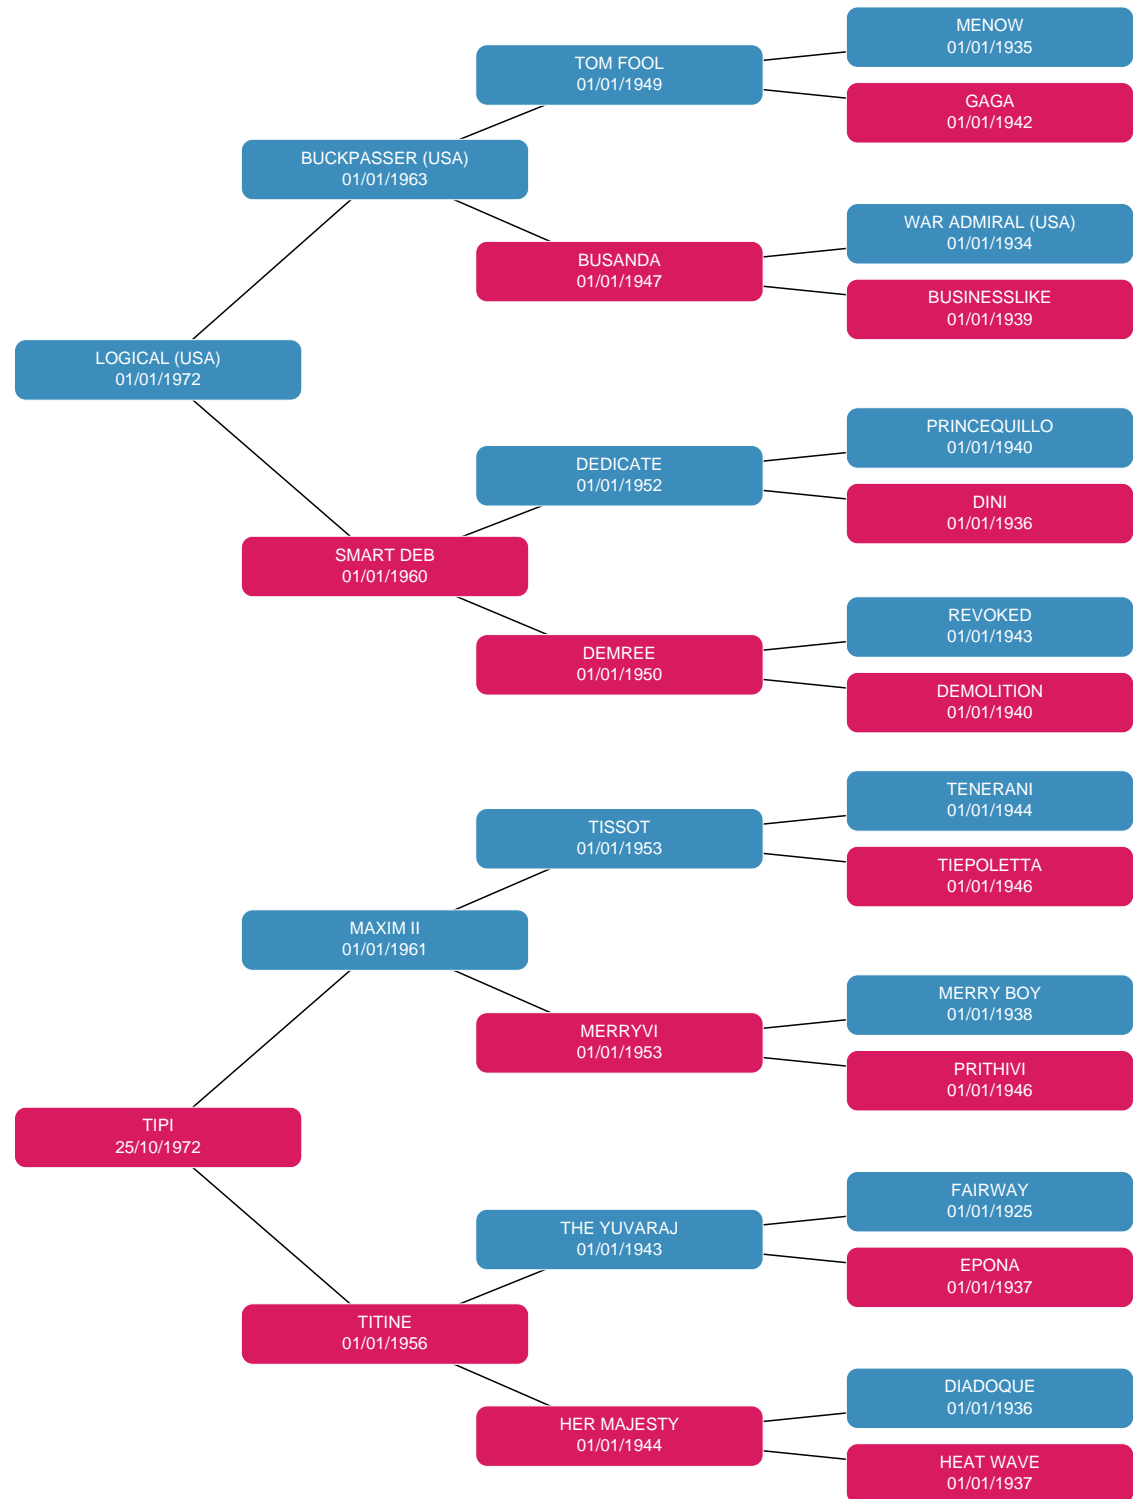 MENOW
01/01/1935
TOM FOOL
01/01/1949
GAGA
01/01/1942
BUCKPASSER (USA)
01/01/1963
WAR ADMIRAL (USA)
01/01/1934
BUSANDA
01/01/1947
BUSINESSLIKE
01/01/1939
LOGICAL (USA)
01/01/1972
PRINCEQUILLO
01/01/1940
DEDICATE
01/01/1952
DINI
01/01/1936
SMART DEB
01/01/1960
REVOKED
01/01/1943
DEMREE
01/01/1950
DEMOLITION
01/01/1940
TENERANI
01/01/1944
TISSOT
01/01/1953
TIEPOLETTA
01/01/1946
MAXIM II
01/01/1961
MERRY BOY
01/01/1938
MERRYVI
01/01/1953
PRITHIVI
01/01/1946
TIPI
25/10/1972
FAIRWAY
01/01/1925
THE YUVARAJ
01/01/1943
EPONA
01/01/1937
TITINE
01/01/1956
DIADOQUE
01/01/1936
HER MAJESTY
01/01/1944
HEAT WAVE
01/01/1937